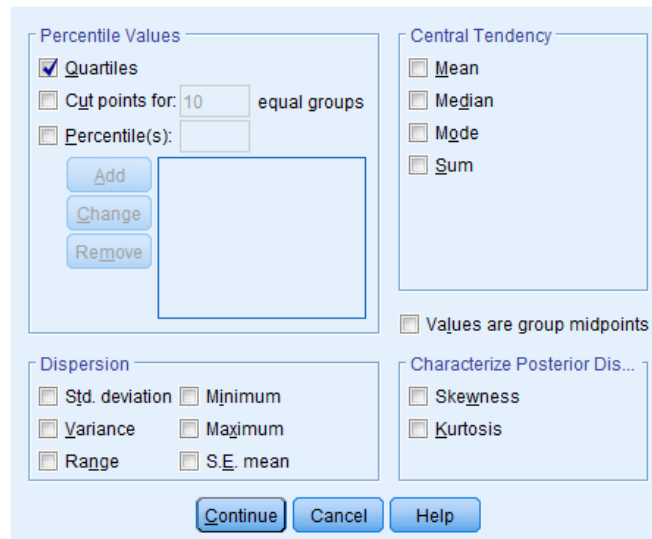 Percentile Values
Quartiles
Cut points for: 10 equal groups
Percentile(s):
Add
Change
Remove
Central Tendency
Mean
Median
Mode
Sum
Values are group midpoints
Dispersion
Std. deviation Minimum
Variance Maximum
Range S.E. mean
Characterize Posterior Dis...
Skewness
Kurtosis
Continue Cancel Help